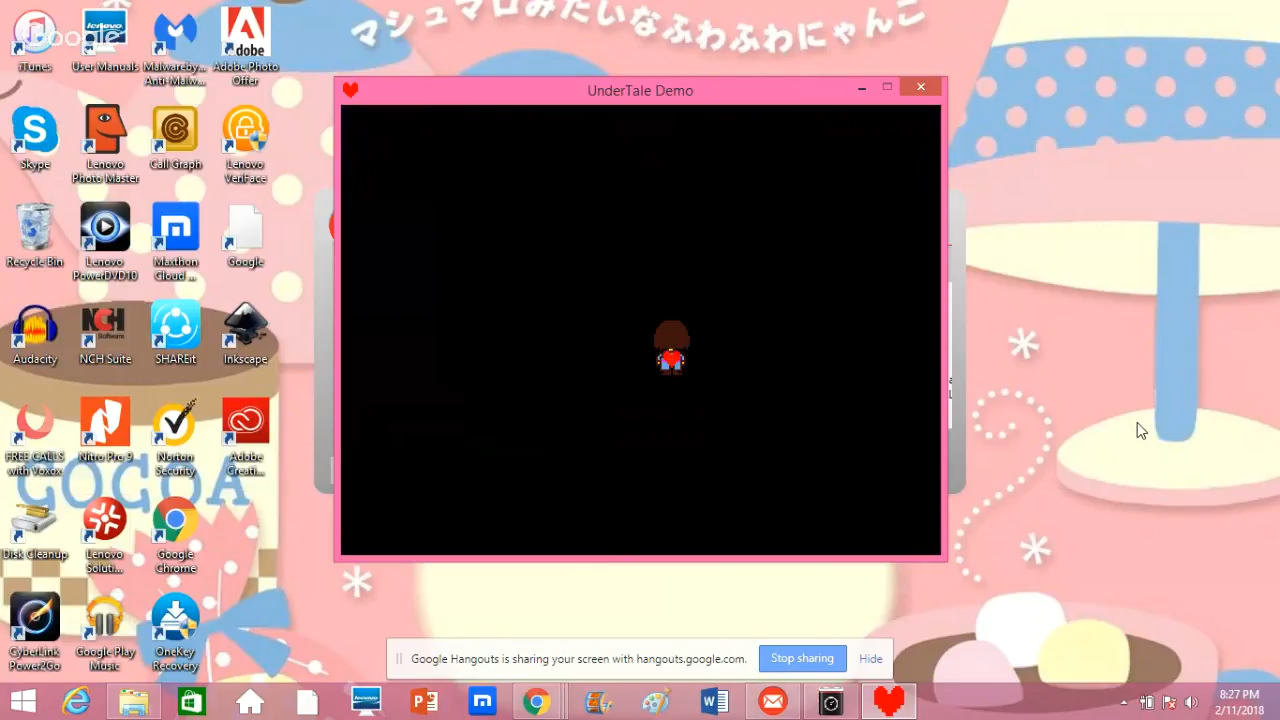 マシュマロみたいなふわふわにゃんこ
Google
iTunes
User Manuals
Malwareby... Anti-Malw...
Adobe Photo Offer
UnderTale Demo
Skype
Lenovo Photo Master
Call Graph
Lenovo VeriFace
Recycle Bin
Lenovo PowerDVD10
Maxthon Cloud ...
Google
Audacity
NCH Suite
SHAREit
Inkscape
FREE CALLS with Voxox
Nitro Pro 9
Norton Security
Adobe Creati...
COCOA
Disk Cleanup
Lenovo Soluti...
Google Chrome
CyberLink Power2Go
Google Play Music
OneKey Recovery
Google Hangouts is sharing your screen with hangouts.google.com.
Stop sharing
Hide
8:27 PM
2/11/2018